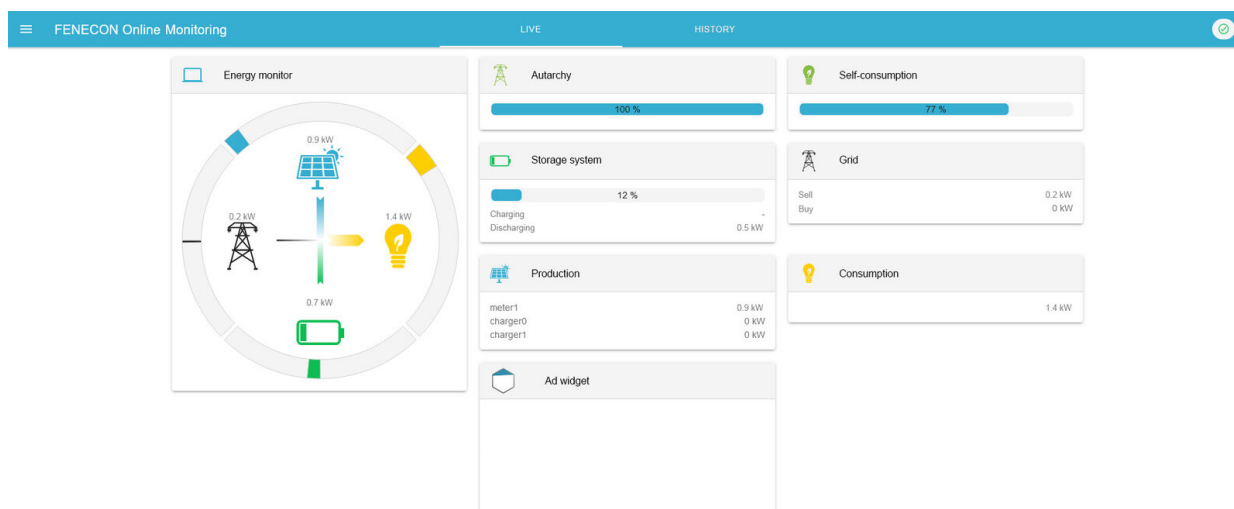 FENECON Online Monitoring
LIVE
HISTORY
Energy monitor
0.9 kW
0.2 kW
1.4 kW
0.7 kW
Autarchy
100 %
Self-consumption
77 %
Storage system
12 %
Charging -
Discharging 0.5 kW
Grid
Sell 0.2 kW
Buy 0 kW
Production
meter1 0.9 kW
charger0 0 kW
charger1 0 kW
Consumption
1.4 kW
Ad widget